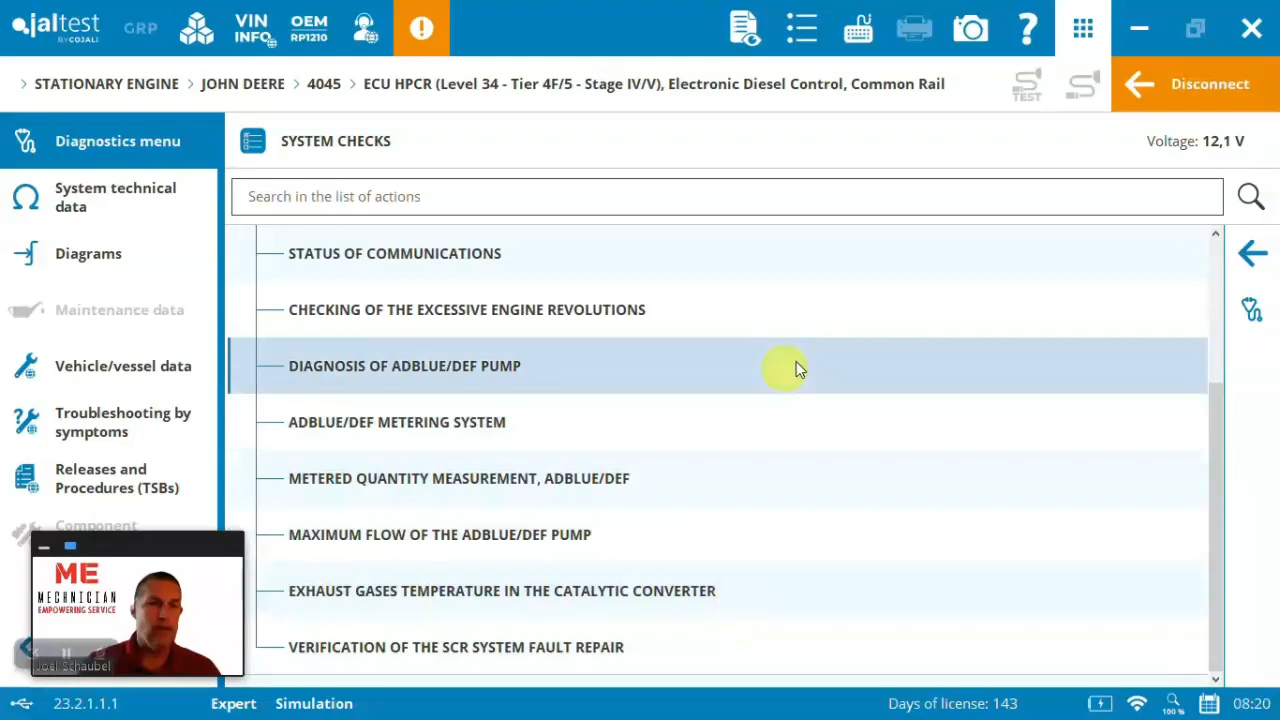 jaltest
BY COJALI
GRP
VIN
INFO
OEM
RP1210
STATIONARY ENGINE
JOHN DEERE
4045
ECU HPCR (Level 34 - Tier 4F/5 - Stage IV/V), Electronic Diesel Control, Common Rail
TEST
Disconnect
Diagnostics menu
SYSTEM CHECKS
Voltage: 12,1 V
System technical
data
Search in the list of actions
Diagrams
Maintenance data
Vehicle/vessel data
Troubleshooting by
symptoms
Releases and
Procedures (TSBs)
Component
STATUS OF COMMUNICATIONS
CHECKING OF THE EXCESSIVE ENGINE REVOLUTIONS
DIAGNOSIS OF ADBLUE/DEF PUMP
ADBLUE/DEF METERING SYSTEM
METERED QUANTITY MEASUREMENT, ADBLUE/DEF
MAXIMUM FLOW OF THE ADBLUE/DEF PUMP
EXHAUST GASES TEMPERATURE IN THE CATALYTIC CONVERTER
VERIFICATION OF THE SCR SYSTEM FAULT REPAIR
ME
MECHNICIAN
EMPOWERING SERVICE
Joel Schaubel
23.2.1.1.1
Expert
Simulation
Days of license: 143
100 %
08:20